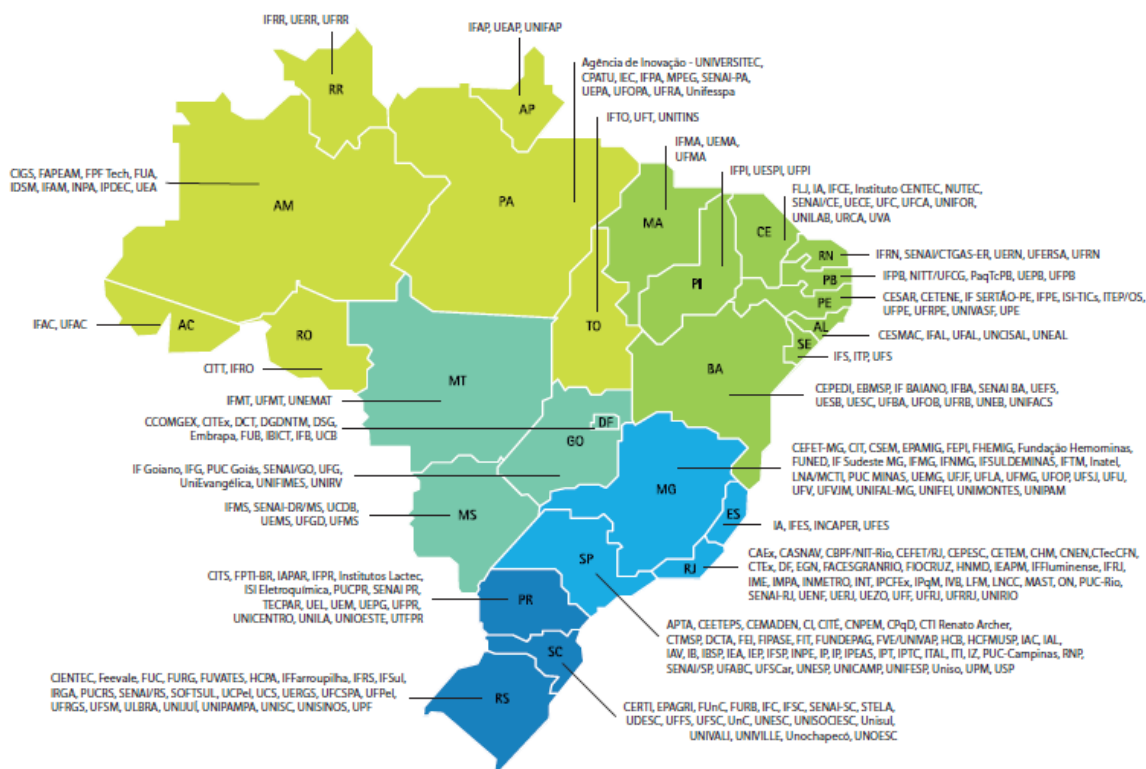 IFRR, UERR, UFRR
RR
IFAP, UEAP, UNIFAP
AP
Agência de Inovação - UNIVERSITEC,
CPATU, IEC, IFPA, MPEG, SENAI-PA,
UEPA, UFOPA, UFRA, Unifesspa
PA
IFTO, UFT, UNITINS
TO
IFMA, UEMA,
UFMA
MA
IFPI, UESPI, UFPI
PI
FLJ, IA, IFCE, Instituto CENTEC, NUTEC,
SENAI/CE, UECE, UFC, UFCA, UNIFOR,
UNILAB, URCA, UVA
CE
CIGS, FAPEAM, FPF Tech, FUA,
IDSM, IFAM, INPA, IPDEC, UEA
AM
RN
IFRN, SENAI/CTGAS-ER, UERN, UFERSA, UFRN
PB
IFPB, NITT/UFCG, PaqTcPB, UEPB, UFPB
PE
CESAR, CETENE, IF SERTÃO-PE, IFPE, ISI-TICs, ITEP/OS,
UFPE, UFRPE, UNIVASF, UPE
AL
CESMAC, IFAL, UFAL, UNCISAL, UNEAL
SE
IFS, ITP, UFS
IFAC, UFAC
AC
RO
CITT, IFRO
BA
CEPEDI, EBMSP, IF BAIANO, IFBA, SENAI BA, UEFS,
UESB, UESC, UFBA, UFOB, UFRB, UNEB, UNIFACS
MT
IFMT, UFMT, UNEMAT
CCOMGEX, CITEx, DCT, DGDNTM, DSG,
Embrapa, FUB, IBICT, IFB, UCB
DF
GO
IF Goiano, IFG, PUC Goiás, SENAI/GO, UFG,
UniEvangélica, UNIFIMES, UNIRV
CEFET-MG, CIT, CSEM, EPAMIG, FEPI, FHEMIG, Fundação Hemominas,
FUNED, IF Sudeste MG, IFMG, IFNMG, IFSULDEMINAS, IFTM, Inatel,
LNA/MCTI, PUC MINAS, UEMG, UFJF, UFLA, UFMG, UFOP, UFSJ, UFU,
UFV, UFVJM, UNIFAL-MG, UNIFEI, UNIMONTES, UNIPAM
MG
IFMS, SENAI-DR/MS, UCDB,
UEMS, UFGD, UFMS
MS
ES
IA, IFES, INCAPER, UFES
SP
RJ
CAEx, CASNAV, CBPF/NIT-Rio, CEFET/RJ, CEPESC, CETEM, CHM, CNEN,CTecCFN,
CTEx, DF, EGN, FACESGRANRIO, FIOCRUZ, HNMD, IEAPM, IFFluminense, IFRJ,
IME, IMPA, INMETRO, INT, IPCFEx, IPqM, IVB, LFM, LNCC, MAST, ON, PUC-Rio,
SENAI-RJ, UENF, UERJ, UEZO, UFF, UFRJ, UFRRJ, UNIRIO
CITS, FPTI-BR, IAPAR, IFPR, Institutos Lactec,
ISI Eletroquímica, PUCPR, SENAI PR,
TECPAR, UEL, UEM, UEPG, UFPR,
UNICENTRO, UNILA, UNIOESTE, UTFPR
PR
APTA, CEETEPS, CEMADEN, CI, CITÉ, CNPEM, CPqD, CTI Renato Archer,
CTMSP, DCTA, FEI, FIPASE, FIT, FUNDEPAG, FVE/UNIVAP, HCB, HCFMUSP, IAC, IAL,
IAV, IB, IBSP, IEA, IEP, IFSP, INPE, IP, IP, IPEAS, IPT, IPTC, ITAL, ITI, IZ, PUC-Campinas, RNP,
SENAI/SP, UFABC, UFSCar, UNESP, UNICAMP, UNIFESP, Uniso, UPM, USP
SC
CIENTEC, Feevale, FUC, FURG, FUVATES, HCPA, IFFarroupilha, IFRS, IFSul,
IRGA, PUCRS, SENAI/RS, SOFTSUL, UCPel, UCS, UERGS, UFCSPA, UFPel,
UFRGS, UFSM, ULBRA, UNIJUÍ, UNIPAMPA, UNISC, UNISINOS, UPF
RS
CERTI, EPAGRI, FUnC, FURB, IFC, IFSC, SENAI-SC, STELA,
UDESC, UFFS, UFSC, UnC, UNESC, UNISOCIESC, Unisul,
UNIVALI, UNIVILLE, Unochapecó, UNOESC